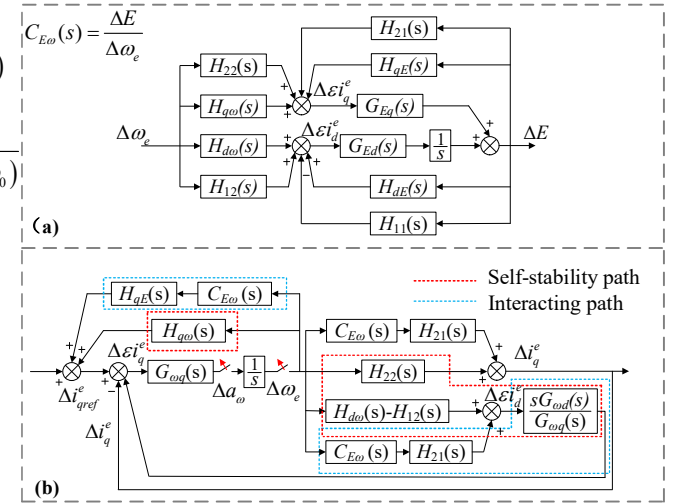 C_{Eω}(s) = ΔE / Δω_e
)
0)
H_{21}(s)
H_{22}(s)
H_{qE}(s)
Δεi_q^e
H_{qω}(s)
G_{Eq}(s)
Δω_e
Δεi_d^e
ΔE
H_{dω}(s)
G_{Ed}(s)
1/s
H_{12}(s)
H_{dE}(s)
H_{11}(s)
(a)
Self-stability path
Interacting path
H_{qE}(s)
C_{Eω}(s)
H_{qω}(s)
C_{Eω}(s)
H_{21}(s)
Δεi_q^e
Δi_q^e
G_{ωq}(s)
1/s
H_{22}(s)
Δi_{qref}^e
Δa_ω
Δω_e
Δεi_d^e
Δi_q^e
H_{dω}(s)-H_{12}(s)
sG_{ωd}(s) / G_{ωq}(s)
C_{Eω}(s)
H_{21}(s)
(b)